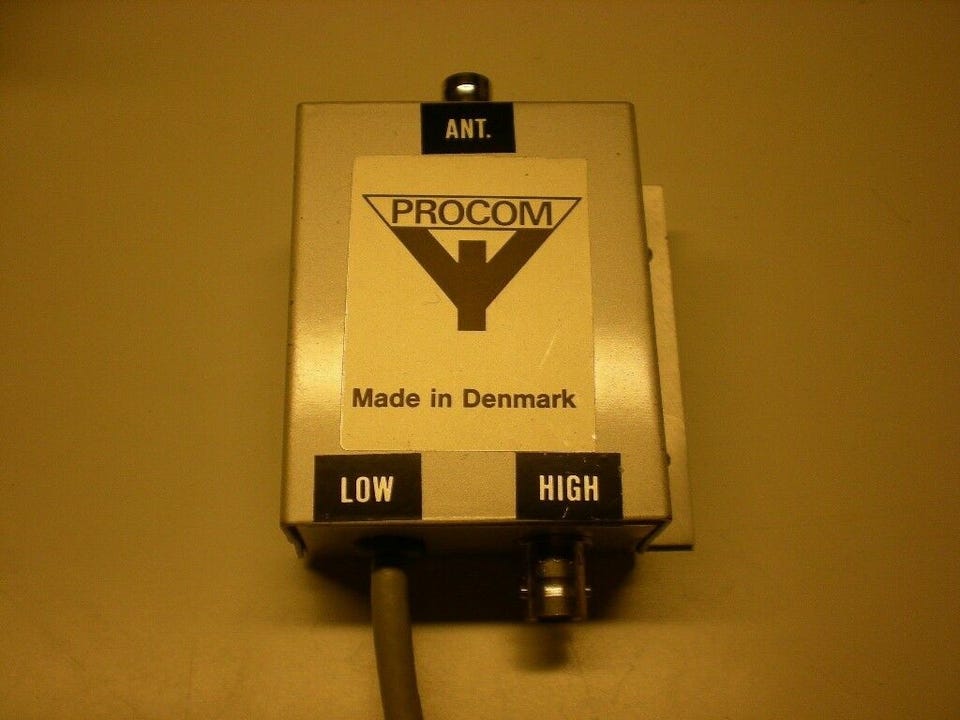 ANT.
PROCOM
Made in Denmark
LOW
HIGH